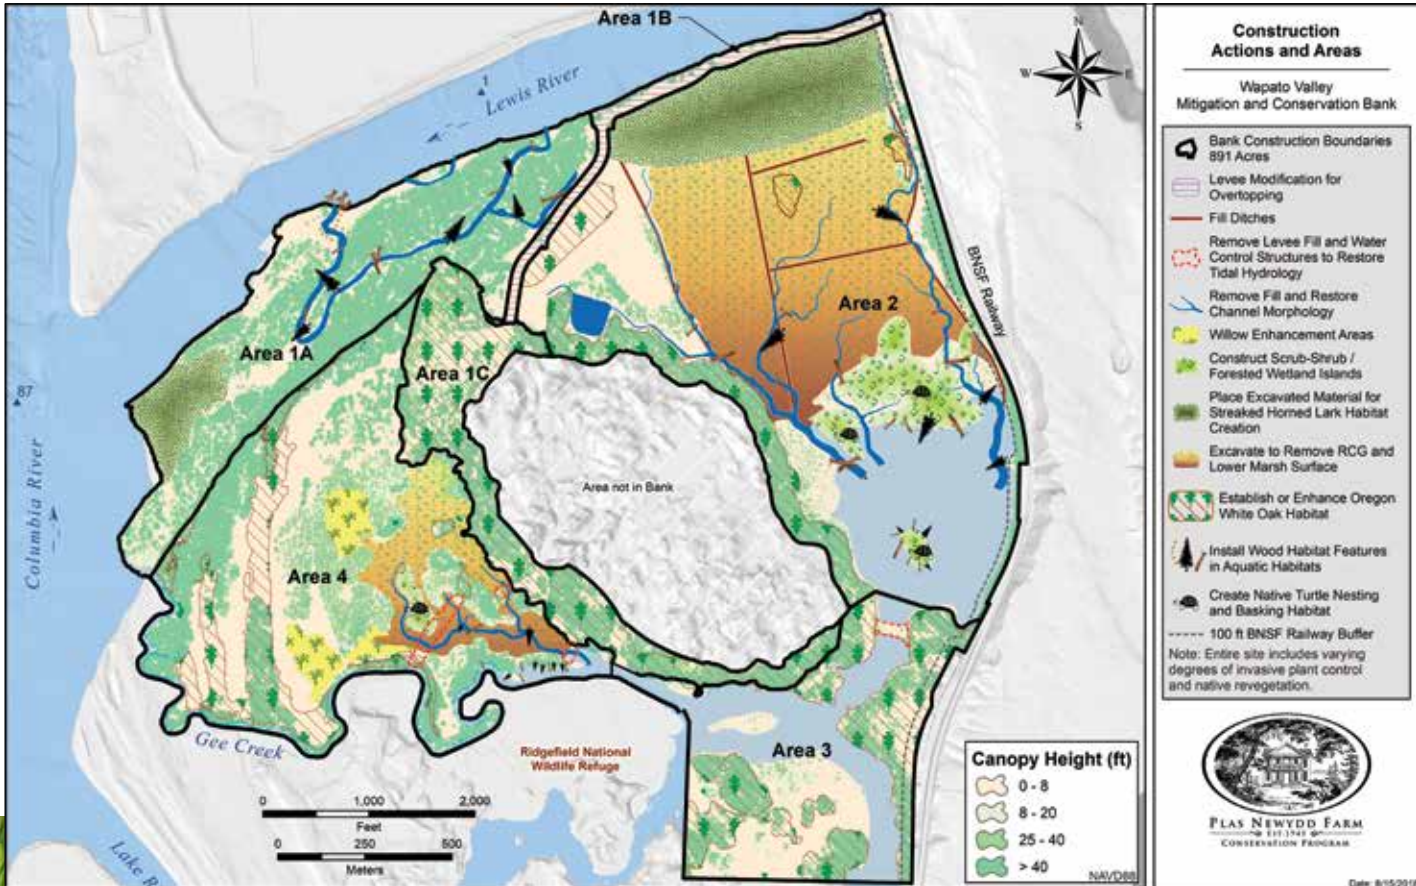 Area 1B
Lewis River
1
N
W
E
S
BNSF Railway
Area 2
Area 1A
Area 1C
87
Columbia River
Area not in Bank
Area 4
Gee Creek
Ridgefield National
Wildlife Refuge
Area 3
0 1,000 2,000
Feet
0 250 500
Meters
Lake R
Canopy Height (ft)
0 - 8
8 - 20
25 - 40
> 40
NAVD88
Construction
Actions and Areas
Wapato Valley
Mitigation and Conservation Bank
Bank Construction Boundaries
891 Acres
Levee Modification for
Overtopping
Fill Ditches
Remove Levee Fill and Water
Control Structures to Restore
Tidal Hydrology
Remove Fill and Restore
Channel Morphology
Willow Enhancement Areas
Construct Scrub-Shrub /
Forested Wetland Islands
Place Excavated Material for
Streaked Horned Lark Habitat
Creation
Excavate to Remove RCG and
Lower Marsh Surface
Establish or Enhance Oregon
White Oak Habitat
Install Wood Habitat Features
in Aquatic Habitats
Create Native Turtle Nesting
and Basking Habitat
100 ft BNSF Railway Buffer
Note: Entire site includes varying
degrees of invasive plant control
and native revegetation.
PLAS NEWYDD FARM
EST. 1941
CONSERVATION PROGRAM